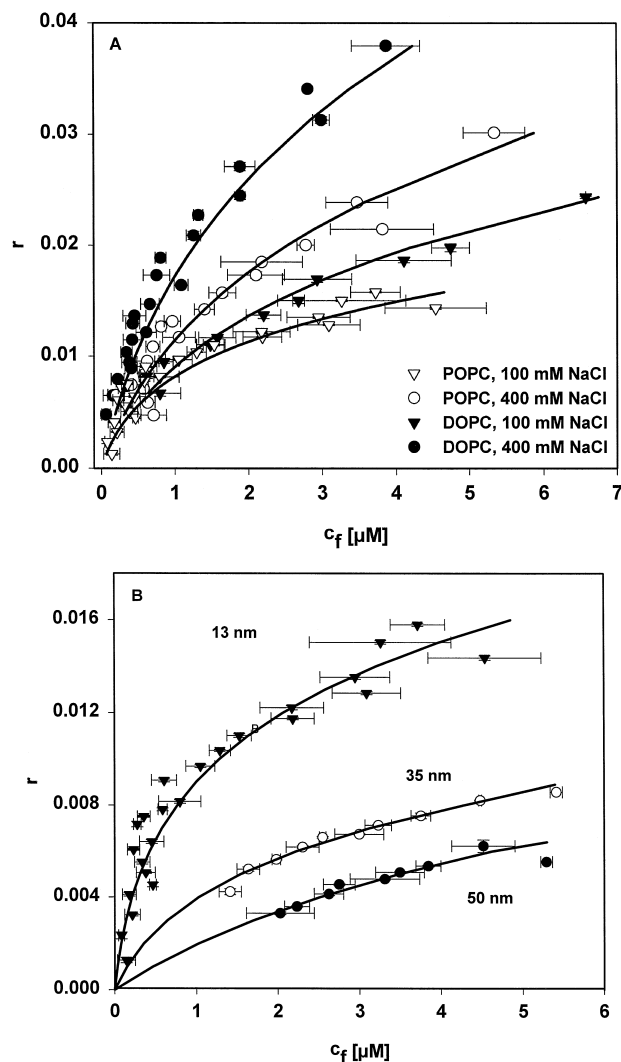 A
0.04
0.03
0.02
0.01
0.00
r
POPC, 100 mM NaCl
POPC, 400 mM NaCl
DOPC, 100 mM NaCl
DOPC, 400 mM NaCl
0 1 2 3 4 5 6 7
cf [µM]
B
0.016
0.012
0.008
0.004
0.000
r
13 nm
35 nm
50 nm
0 1 2 3 4 5 6
cf [µM]